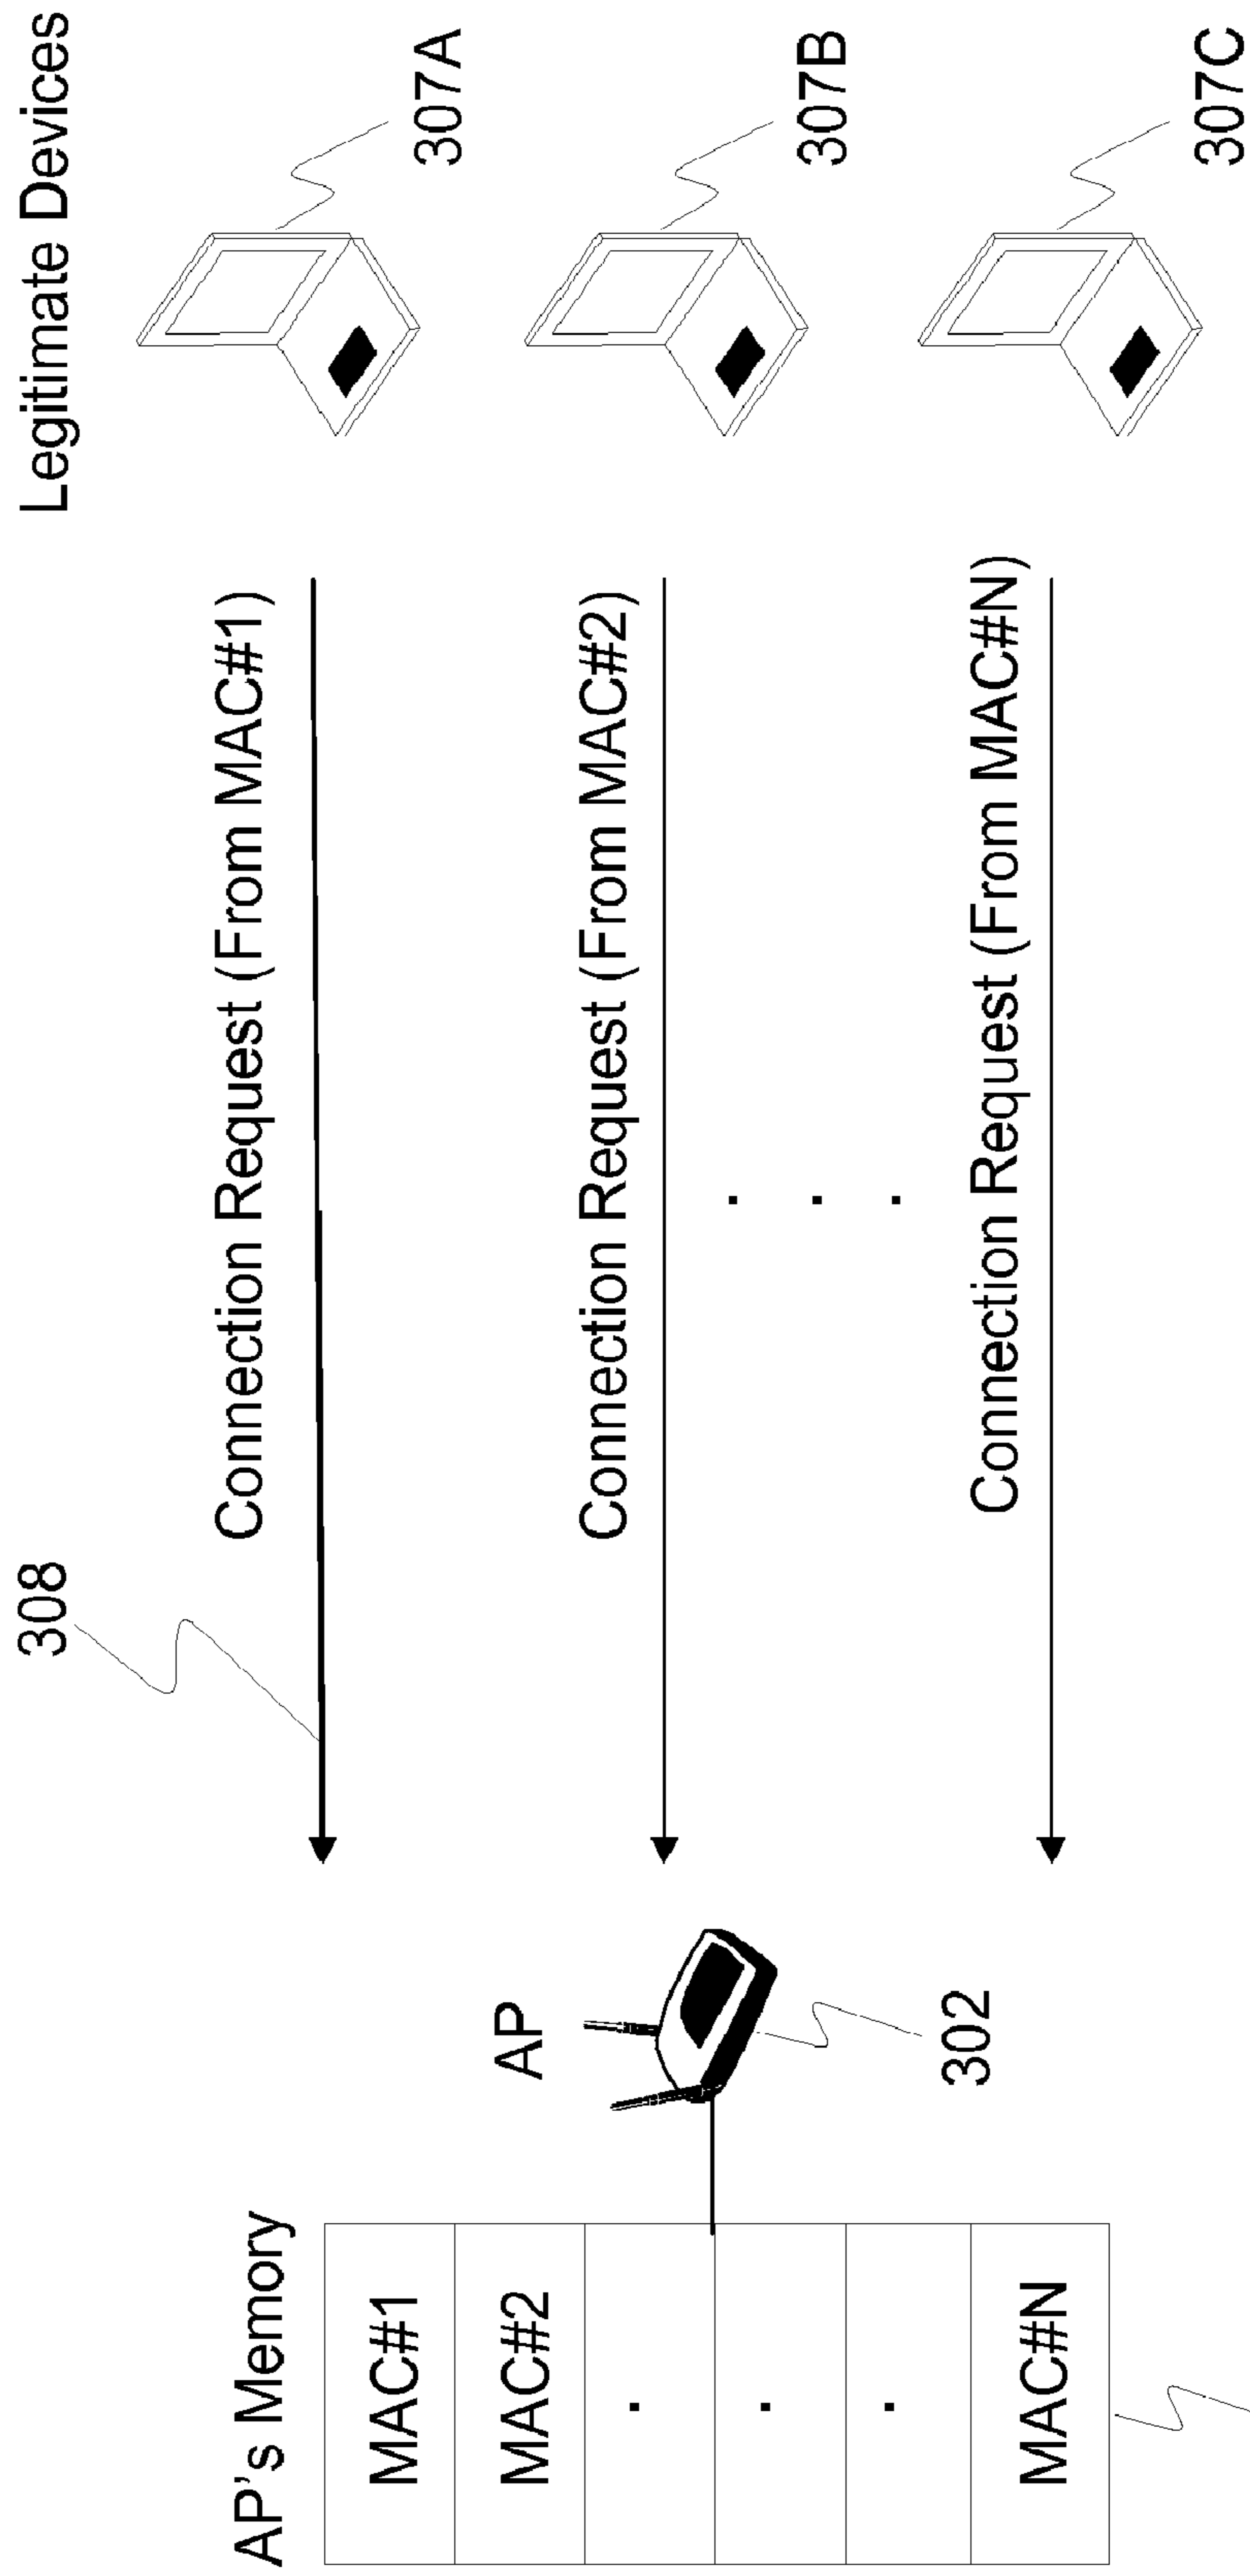 Legitimate Devices
308
Connection Request (From MAC#1)
307A
AP's Memory
MAC#1
MAC#2
.
.
.
MAC#N
AP
302
Connection Request (From MAC#2)
307B
. . .
Connection Request (From MAC#N)
307C